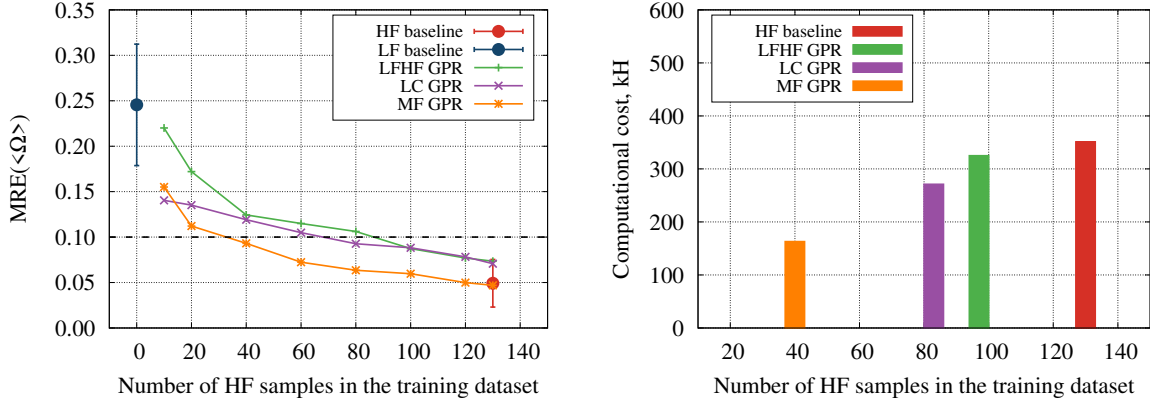 0.35
0.30
0.25
0.20
0.15
0.10
0.05
0.00
MRE(<Ω>)
HF baseline
LF baseline
LFHF GPR
LC GPR
MF GPR
0 20 40 60 80 100 120 140
Number of HF samples in the training dataset
600
500
400
300
200
100
0
Computational cost, kH
HF baseline
LFHF GPR
LC GPR
MF GPR
20 40 60 80 100 120 140
Number of HF samples in the training dataset